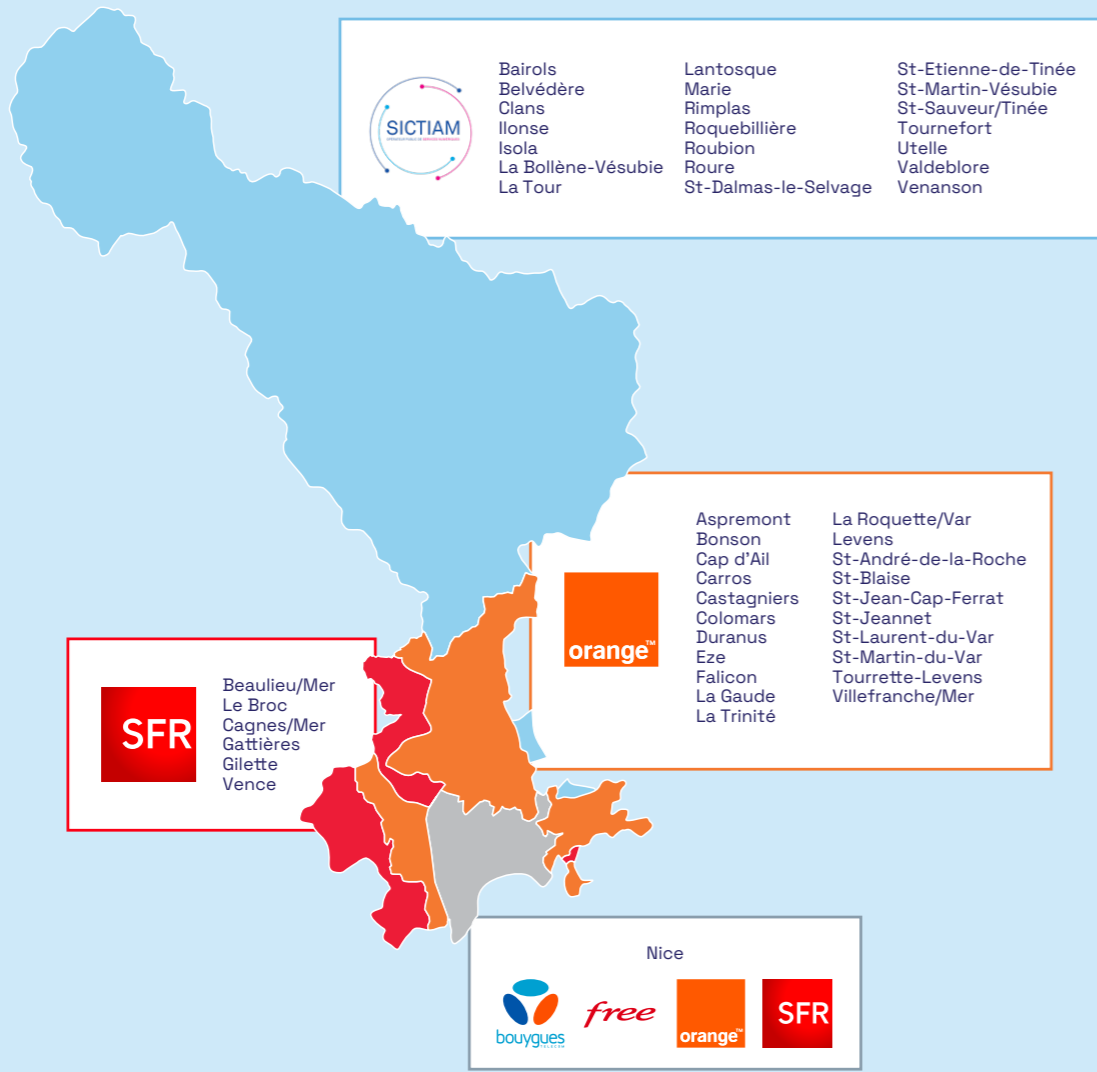 SICTIAM
Bairols
Belvédère
Clans
Ilonse
Isola
La Bollène-Vésubie
La Tour
Lantosque
Marie
Rimplas
Roquebillière
Roubion
Roure
St-Dalmas-le-Selvage
St-Etienne-de-Tinée
St-Martin-Vésubie
St-Sauveur/Tinée
Tournefort
Utelle
Valdeblore
Venanson
orange™
Aspremont
Bonson
Cap d'Ail
Carros
Castagniers
Colomars
Duranus
Eze
Falicon
La Gaude
La Trinité
La Roquette/Var
Levens
St-André-de-la-Roche
St-Blaise
St-Jean-Cap-Ferrat
St-Jeannet
St-Laurent-du-Var
St-Martin-du-Var
Tourrette-Levens
Villefranche/Mer
SFR
Beaulieu/Mer
Le Broc
Cagnes/Mer
Gattières
Gilette
Vence
Nice
bouygues
TELECOM
free
orange™
SFR